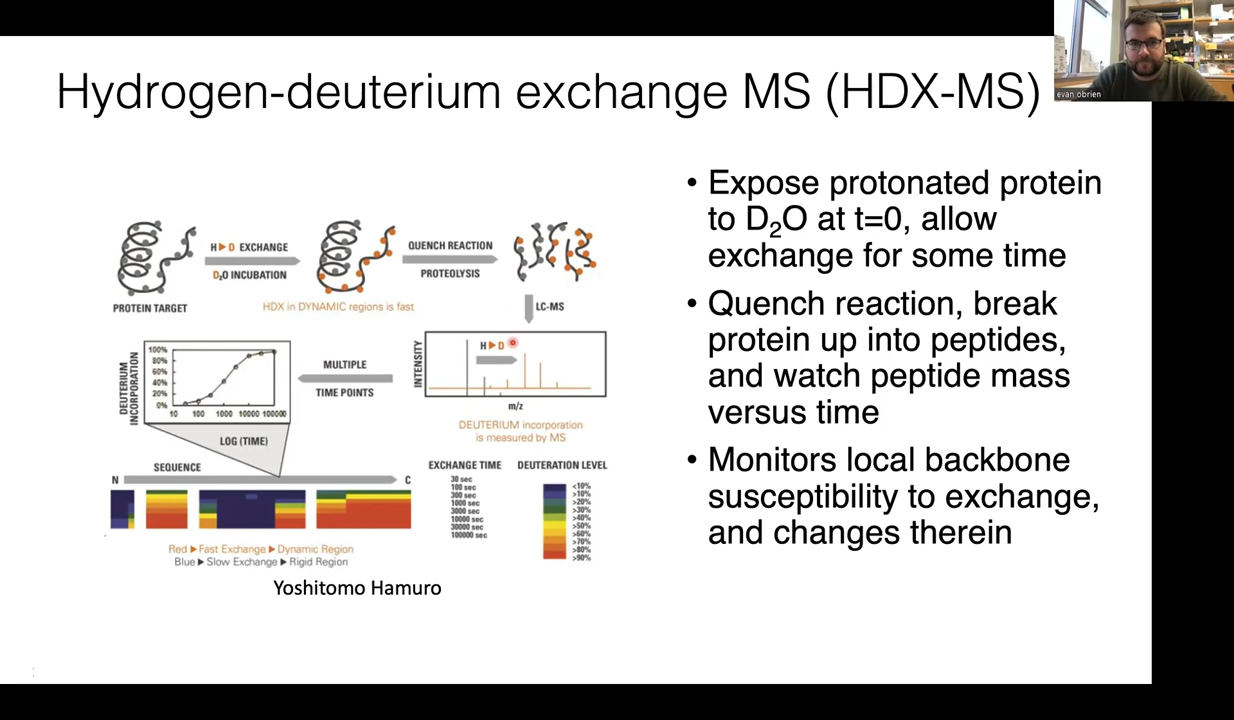 Hydrogen-deuterium exchange MS (HDX-MS)
evan obrien
H▶D EXCHANGE
D₂O INCUBATION
QUENCH REACTION
PROTEOLYSIS
PROTEIN TARGET
HDX in DYNAMIC regions is fast
LC-MS
DEUTERIUM
INCORPORATION
100%
80%
60%
40%
20%
0%
10 100 1000 10000 100000
LOG (TIME)
MULTIPLE
TIME POINTS
INTENSITY
H▶D
m/z
DEUTERIUM incorporation
is measured by MS
SEQUENCE
N
C
EXCHANGE TIME
30 sec
100 sec
300 sec
1000 sec
3000 sec
10000 sec
30000 sec
100000 sec
DEUTERATION LEVEL
<10%
>10%
>20%
>30%
>40%
>50%
>60%
>70%
>80%
>90%
Red ▶ Fast Exchange ▶ Dynamic Region
Blue ▶ Slow Exchange ▶ Rigid Region
Yoshitomo Hamuro
• Expose protonated protein
to D₂O at t=0, allow
exchange for some time
• Quench reaction, break
protein up into peptides,
and watch peptide mass
versus time
• Monitors local backbone
susceptibility to exchange,
and changes therein